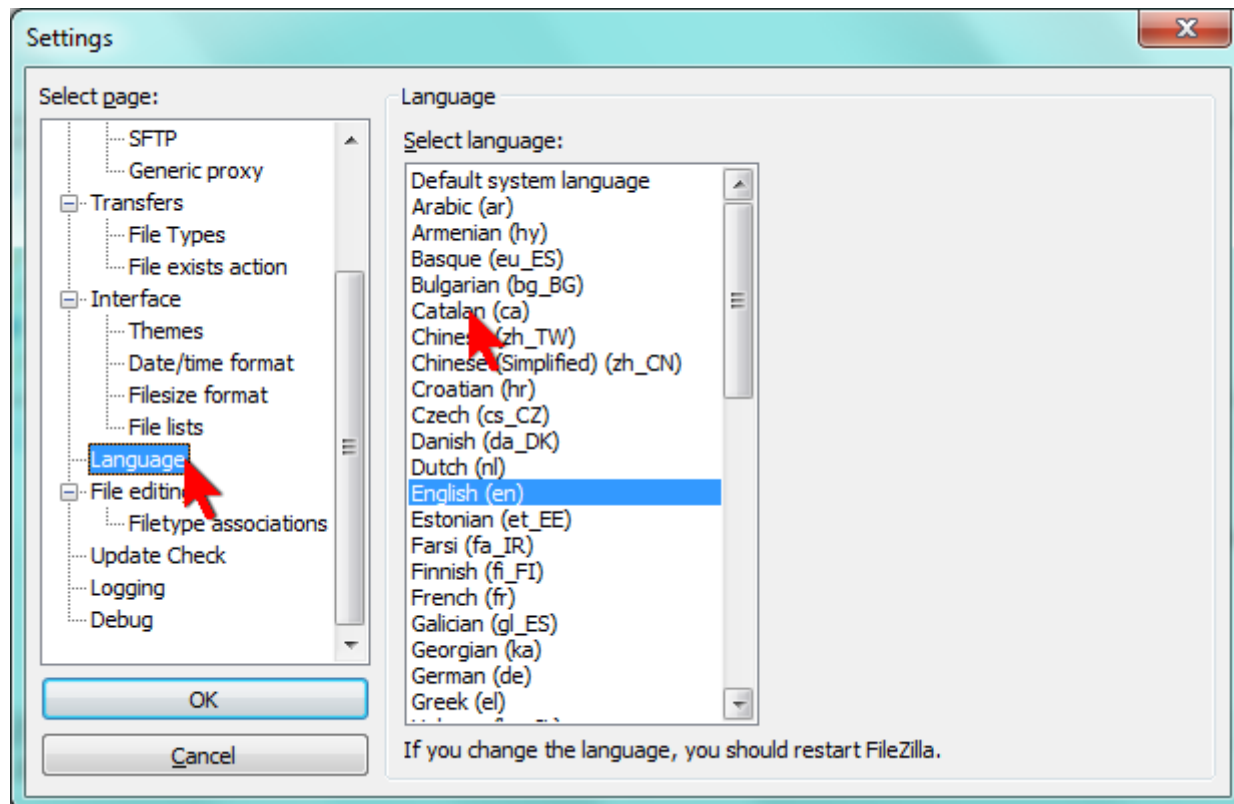 Settings
Select page:
SFTP
Generic proxy
Transfers
File Types
File exists action
Interface
Themes
Date/time format
Filesize format
File lists
Language
File editing
Filetype associations
Update Check
Logging
Debug
OK
Cancel
Language
Select language:
Default system language
Arabic (ar)
Armenian (hy)
Basque (eu_ES)
Bulgarian (bg_BG)
Catalan (ca)
Chinese (zh_TW)
Chinese (Simplified) (zh_CN)
Croatian (hr)
Czech (cs_CZ)
Danish (da_DK)
Dutch (nl)
English (en)
Estonian (et_EE)
Farsi (fa_IR)
Finnish (fi_FI)
French (fr)
Galician (gl_ES)
Georgian (ka)
German (de)
Greek (el)
If you change the language, you should restart FileZilla.